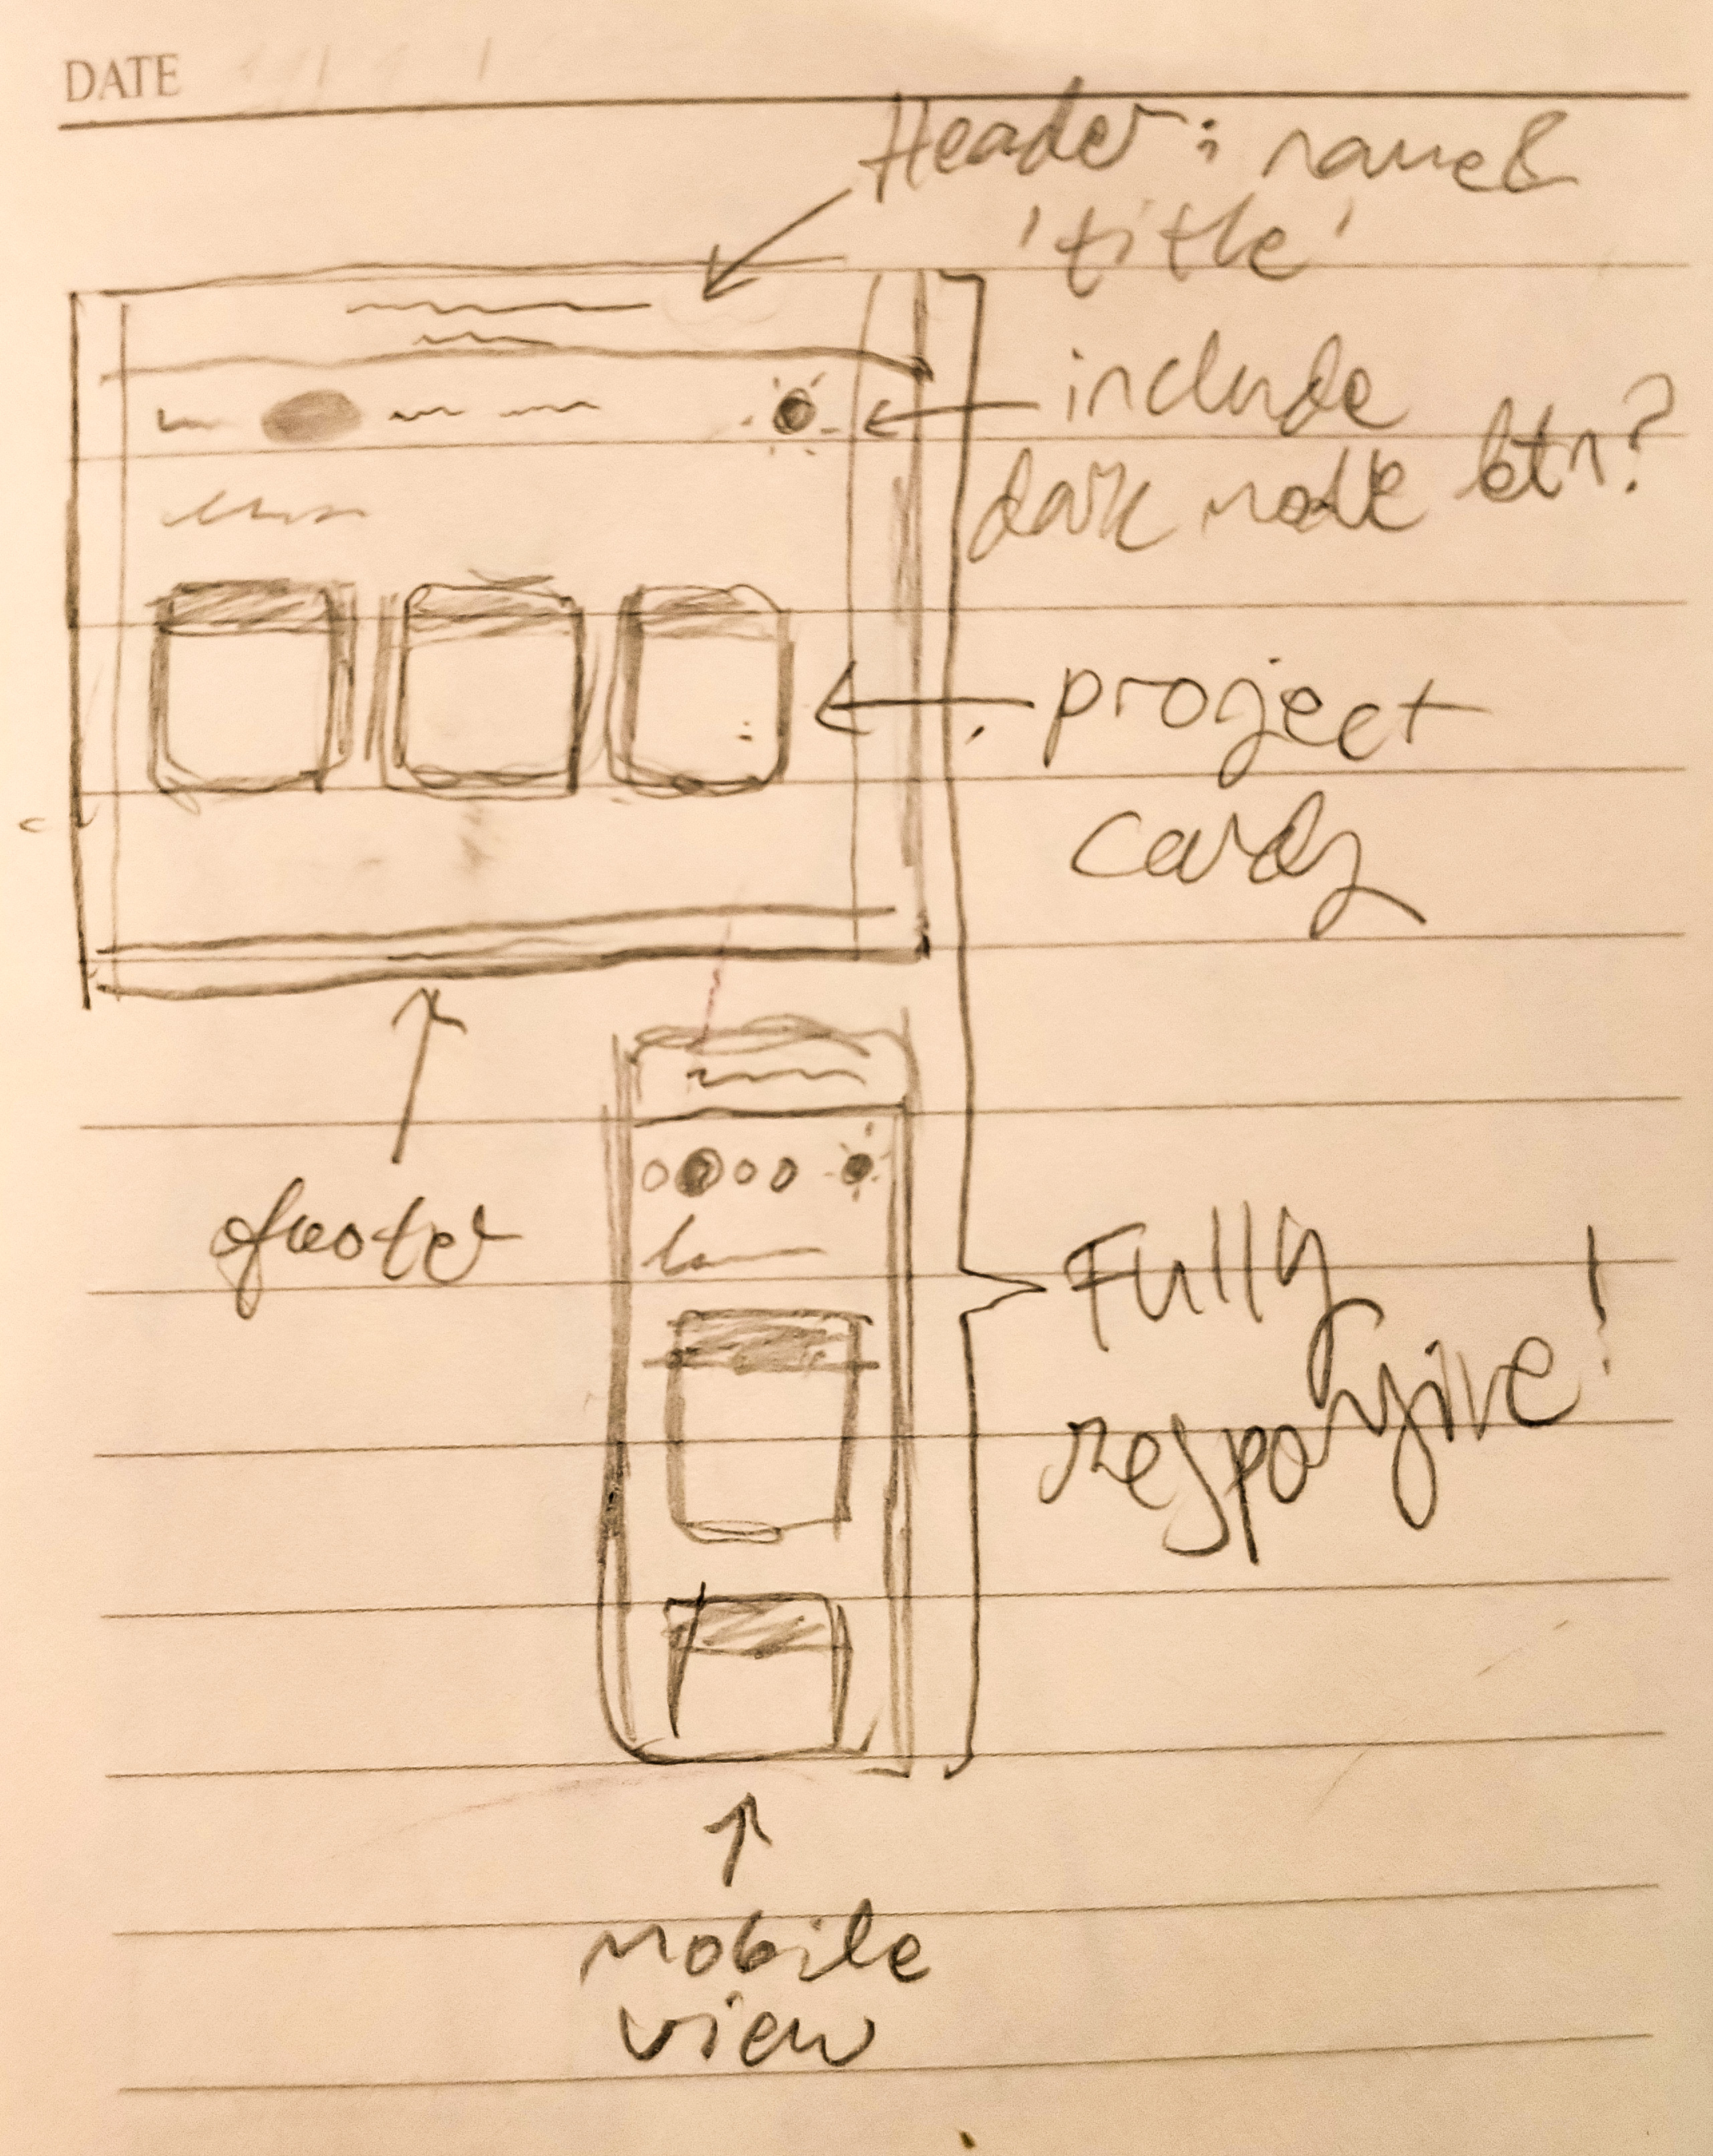 DATE
Header: name &
'title'
include
dark mode btn?
project
cards
footer
Fully
responsive!
mobile
view